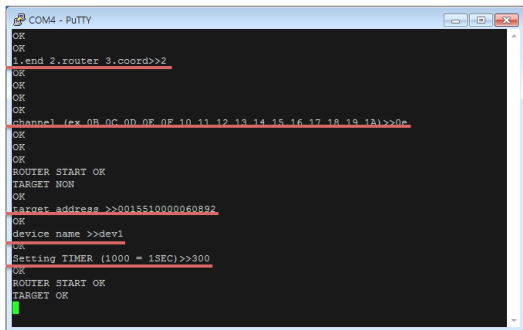 COM4 - PuTTY
OK
OK
1.end 2.router 3.coord>>2
OK
OK
OK
OK
channel (ex 0B 0C 0D 0E 0F 10 11 12 13 14 15 16 17 18 19 1A)>>0e
OK
OK
OK
ROUTER START OK
TARGET NON
OK
target address >>0015510000060892
OK
device name >>dev1
OK
Setting TIMER (1000 = 1SEC)>>300
OK
ROUTER START OK
TARGET OK